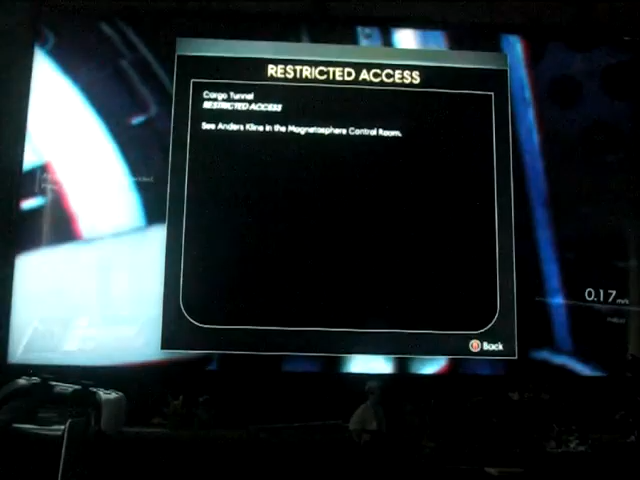 RESTRICTED ACCESS
Cargo Tunnel
RESTRICTED ACCESS
See Anders Kline in the Magnetosphere Control Room.
0.17 m/s
Back